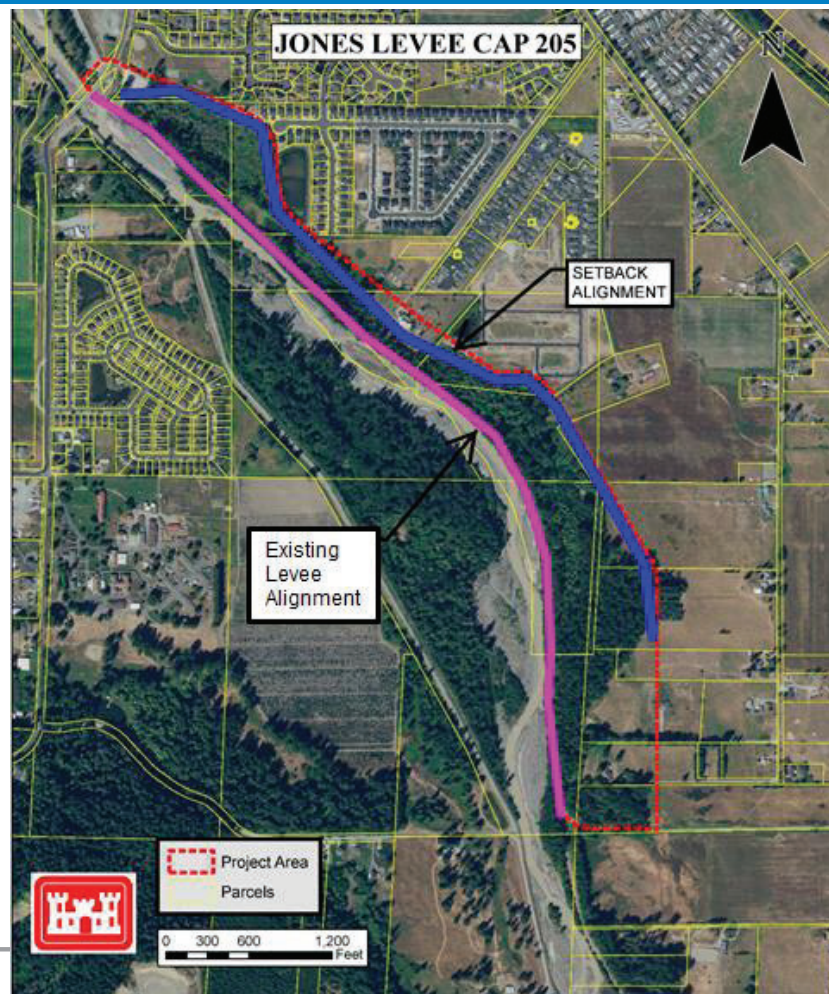 JONES LEVEE CAP 205
N
SETBACK
ALIGNMENT
Existing
Levee
Alignment
Project Area
Parcels
0 300 600 1,200
Feet